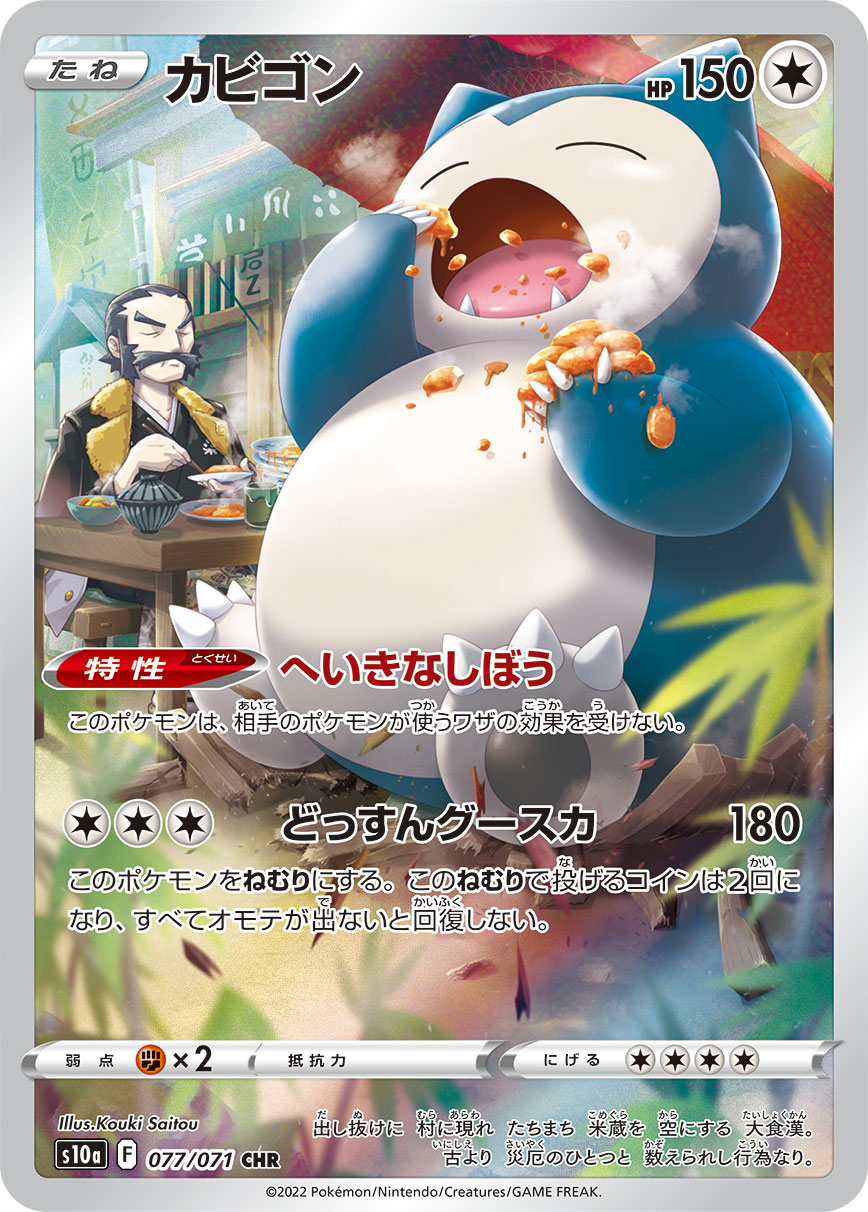 たね カビゴン HP 150
特性 とくせい へいきなしぼう
このポケモンは、相手のポケモンが使うワザの効果を受けない。
どっすんグースカ 180
このポケモンをねむりにする。このねむりで投げるコインは2回に
なり、すべてオモテが出ないと回復しない。
弱点 ×2 抵抗力 にげる
Illus.Kouki Saitou
出し抜けに 村に現れ たちまち 米蔵を 空にする 大食漢。
古より 災厄のひとつと 数えられし行為なり。
s10a F 077/071 CHR
©2022 Pokémon/Nintendo/Creatures/GAME FREAK.